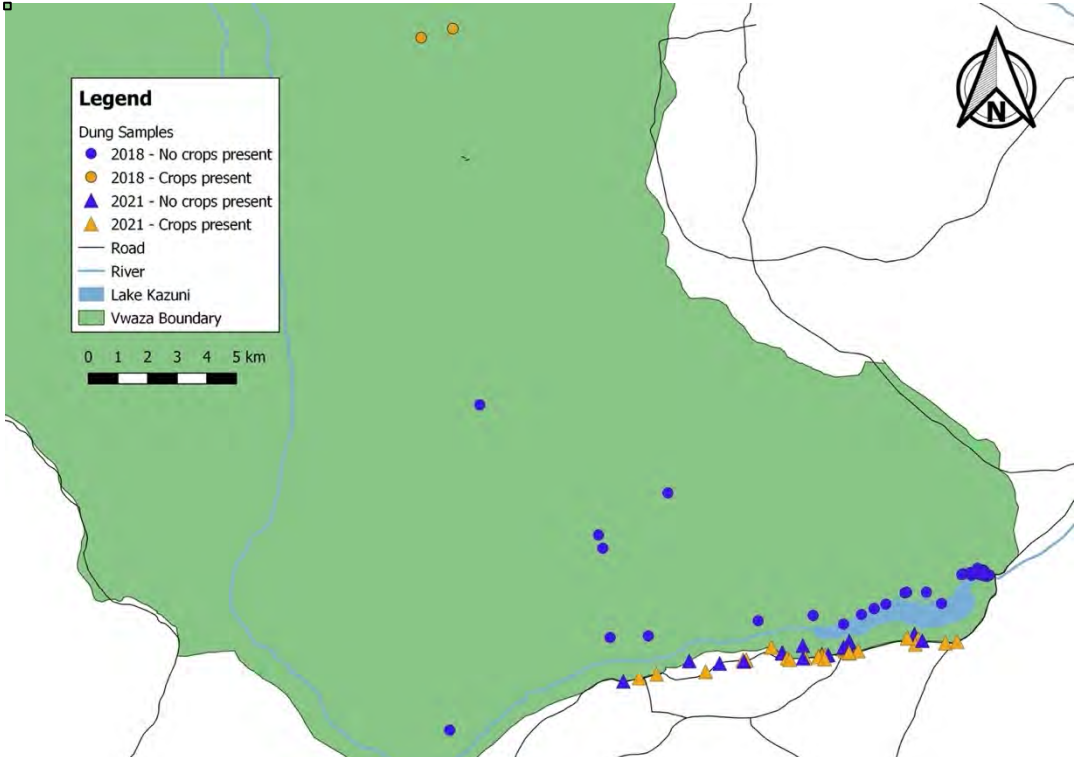 Legend
Dung Samples
2018 - No crops present
2018 - Crops present
2021 - No crops present
2021 - Crops present
Road
River
Lake Kazuni
Vwaza Boundary
0 1 2 3 4 5 km
N